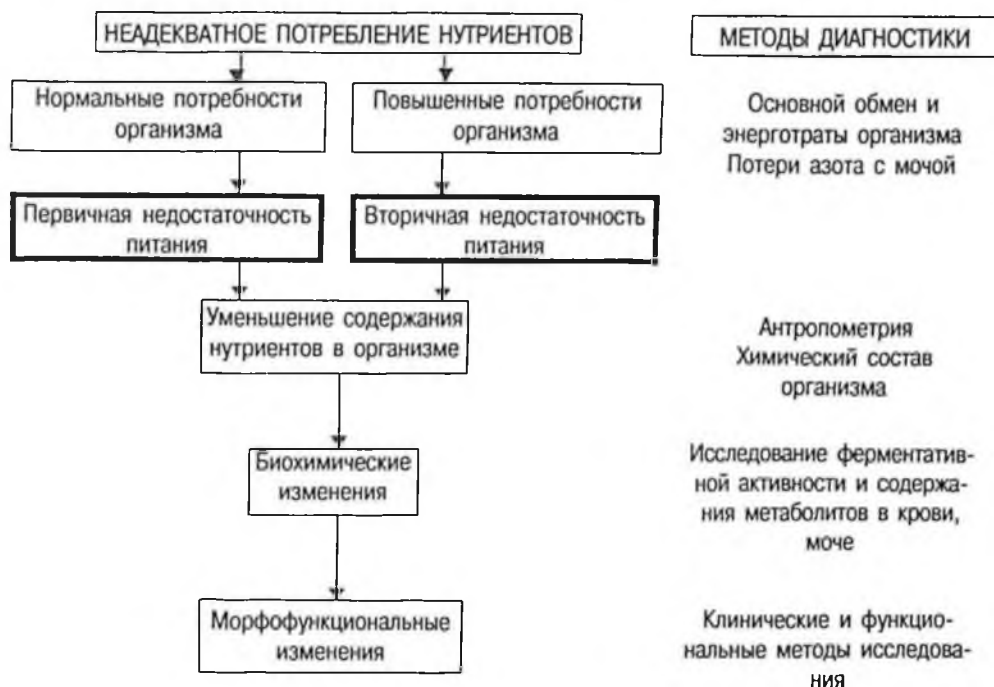 НЕАДЕКВАТНОЕ ПОТРЕБЛЕНИЕ НУТРИЕНТОВ
МЕТОДЫ ДИАГНОСТИКИ
Нормальные потребности
организма
Повышенные потребности
организма
Основной обмен и
энерготраты организма
Потери азота с мочой
Первичная недостаточность
питания
Вторичная недостаточность
питания
Уменьшение содержания
нутриентов в организме
Антропометрия
Химический состав
организма
Биохимические
изменения
Исследование ферментатив-
ной активности и содержа-
ния метаболитов в крови,
моче
Морфофункциональные
изменения
Клинические и функцио-
нальные методы исследова-
ния